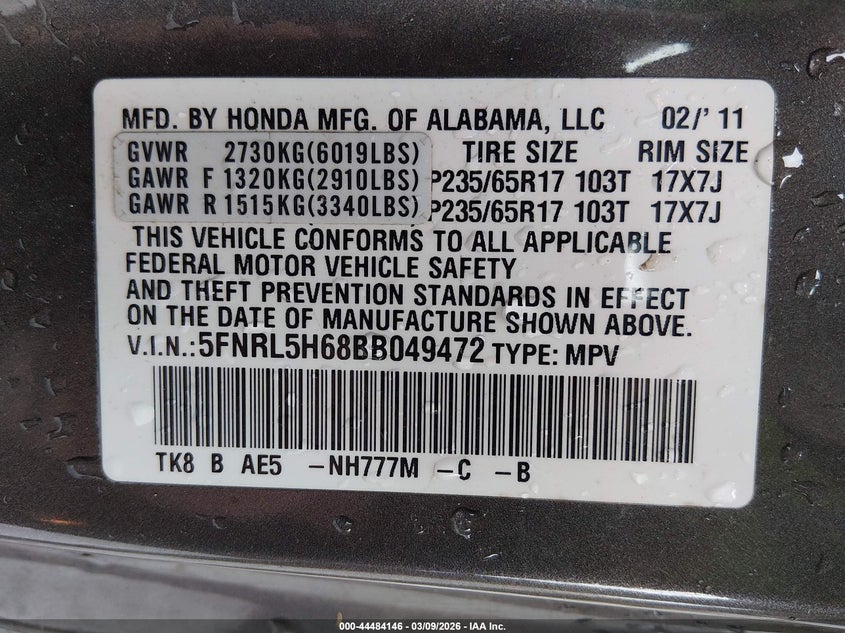 MFD. BY HONDA MFG. OF ALABAMA, LLC 02/' 11
GVWR 2730KG(6019LBS) TIRE SIZE RIM SIZE
GAWR F 1320KG(2910LBS) P235/65R17 103T 17X7J
GAWR R 1515KG(3340LBS) P235/65R17 103T 17X7J
THIS VEHICLE CONFORMS TO ALL APPLICABLE
FEDERAL MOTOR VEHICLE SAFETY
AND THEFT PREVENTION STANDARDS IN EFFECT
ON THE DATE OF MANUFACTURE SHOWN ABOVE.
V.I.N.:5FNRL5H68BB049472 TYPE: MPV
TK8 B AE5 -NH777M -C -B
000-44484146 - 03/09/2026 - IAA Inc.